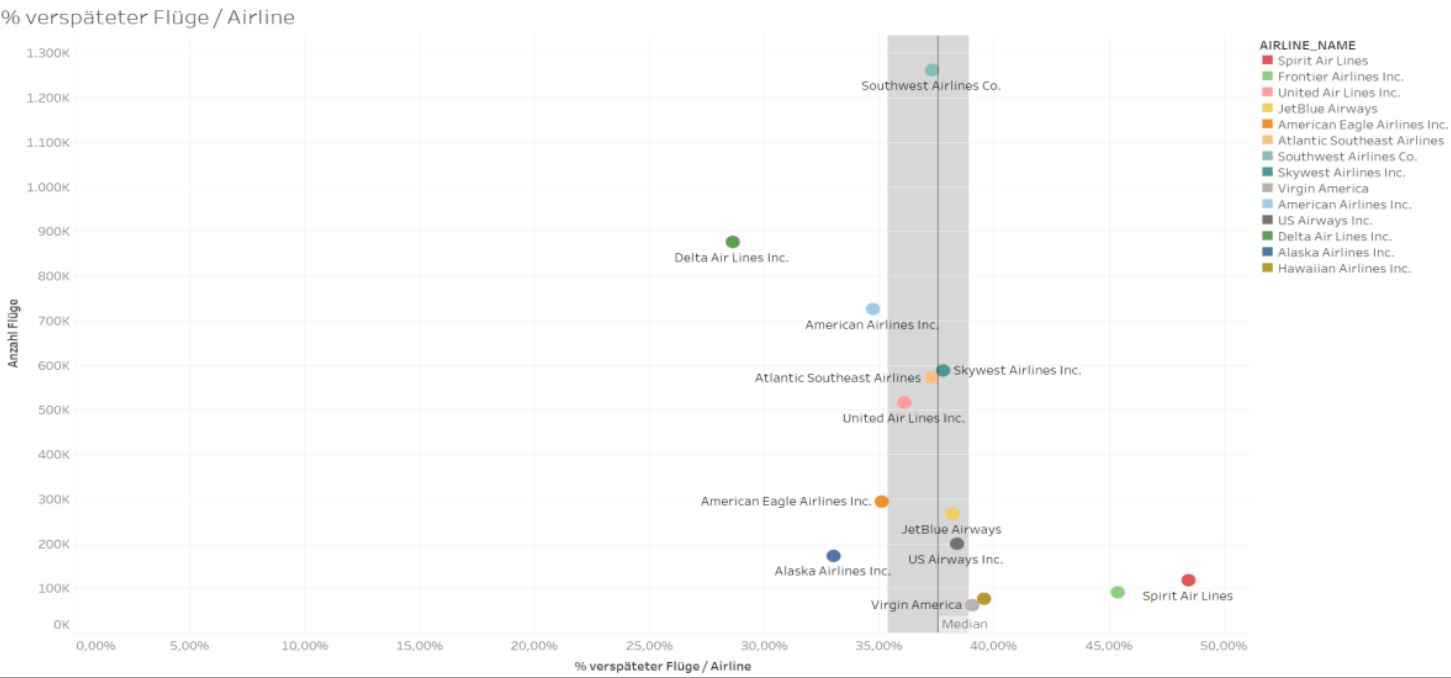 % verspäteter Flüge / Airline
1.300K
1.200K
1.100K
1.000K
900K
800K
700K
600K
500K
400K
300K
200K
100K
0K
Anzahl Flüge
Southwest Airlines Co.
Delta Air Lines Inc.
American Airlines Inc.
Skywest Airlines Inc.
Atlantic Southeast Airlines
United Air Lines Inc.
American Eagle Airlines Inc.
JetBlue Airways
US Airways Inc.
Alaska Airlines Inc.
Spirit Air Lines
Virgin America
Median
0,00% 5,00% 10,00% 15,00% 20,00% 25,00% 30,00% 35,00% 40,00% 45,00% 50,00%
% verspäteter Flüge / Airline
AIRLINE_NAME
Spirit Air Lines
Frontier Airlines Inc.
United Air Lines Inc.
JetBlue Airways
American Eagle Airlines Inc.
Atlantic Southeast Airlines
Southwest Airlines Co.
Skywest Airlines Inc.
Virgin America
American Airlines Inc.
US Airways Inc.
Delta Air Lines Inc.
Alaska Airlines Inc.
Hawaiian Airlines Inc.